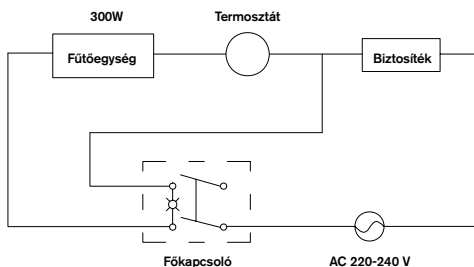 300W
Termosztát
Fűtőegység
Biztosíték
Főkapcsoló
AC 220-240 V